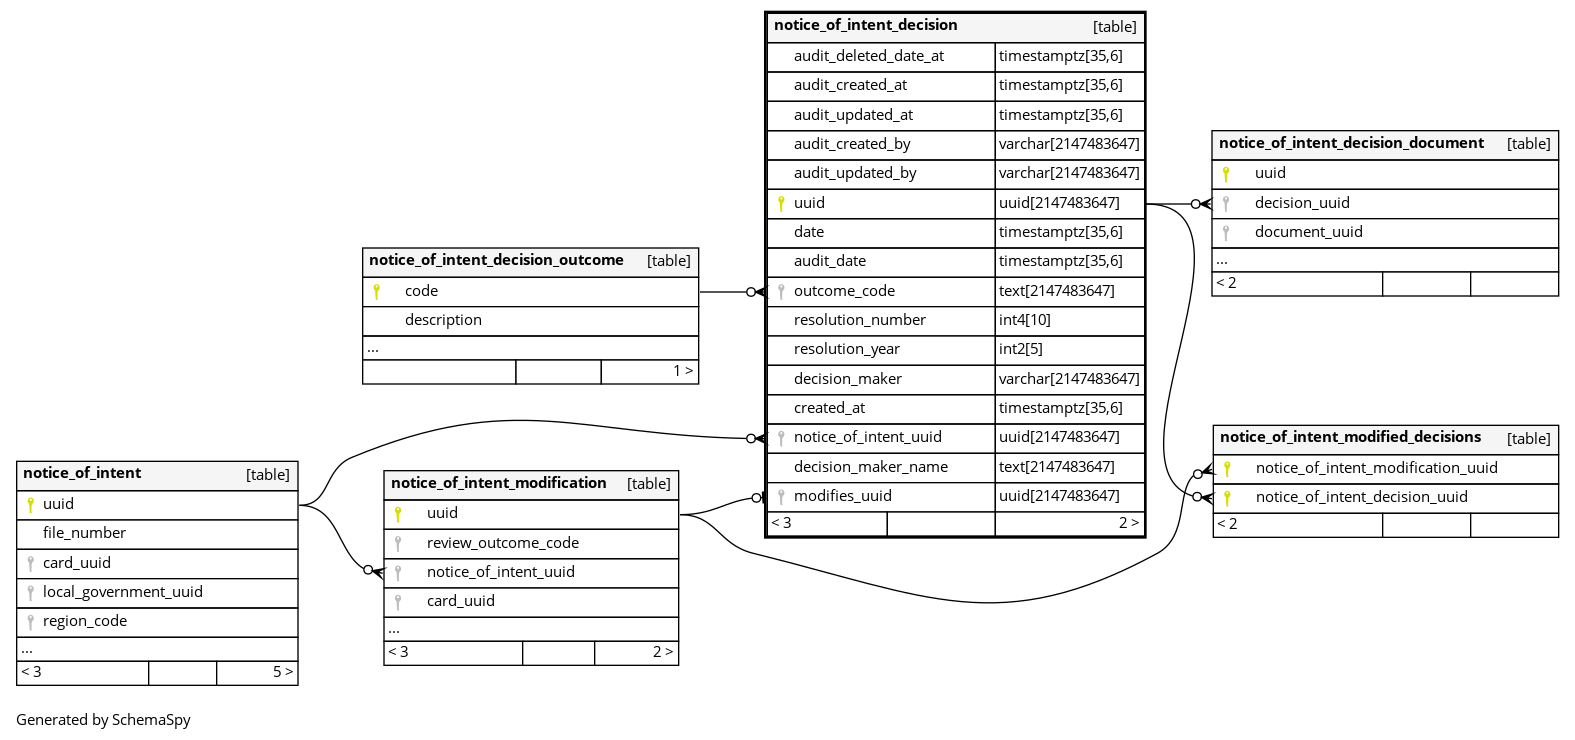 notice_of_intent_decision [table]
audit_deleted_date_at timestamptz[35,6]
audit_created_at timestamptz[35,6]
audit_updated_at timestamptz[35,6]
audit_created_by varchar[2147483647]
audit_updated_by varchar[2147483647]
uuid uuid[2147483647]
date timestamptz[35,6]
audit_date timestamptz[35,6]
outcome_code text[2147483647]
resolution_number int4[10]
resolution_year int2[5]
decision_maker varchar[2147483647]
created_at timestamptz[35,6]
notice_of_intent_uuid uuid[2147483647]
decision_maker_name text[2147483647]
modifies_uuid uuid[2147483647]
< 3 2 >
notice_of_intent_decision_document [table]
uuid
decision_uuid
document_uuid
...
< 2
notice_of_intent_decision_outcome [table]
code
description
...
1 >
notice_of_intent_modified_decisions [table]
notice_of_intent_modification_uuid
notice_of_intent_decision_uuid
< 2
notice_of_intent [table]
uuid
file_number
card_uuid
local_government_uuid
region_code
...
< 3 5 >
notice_of_intent_modification [table]
uuid
review_outcome_code
notice_of_intent_uuid
card_uuid
...
< 3 2 >
Generated by SchemaSpy